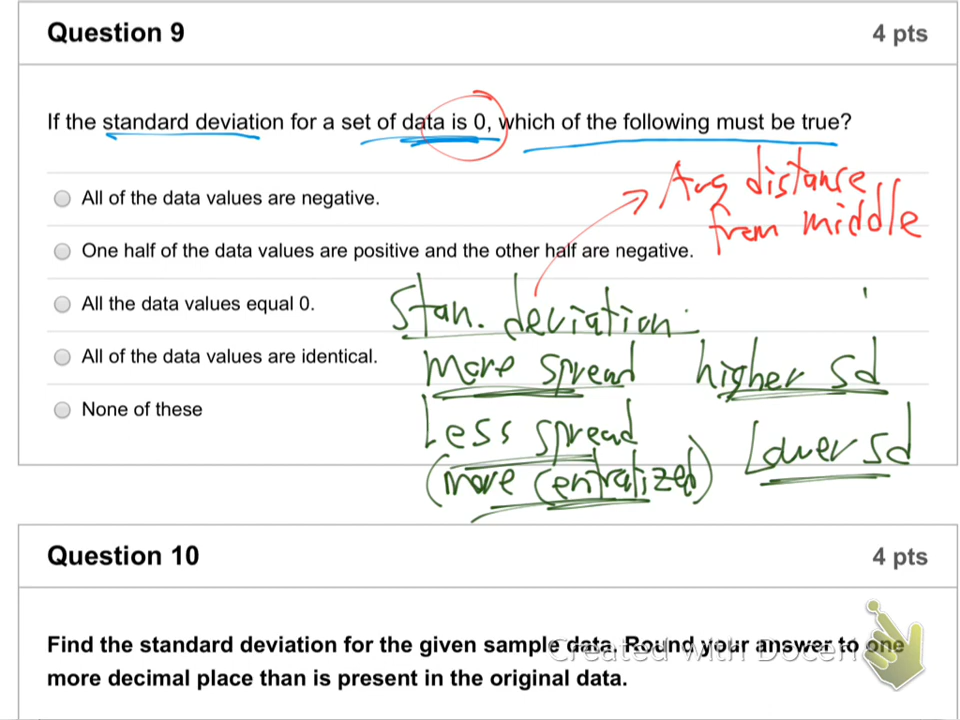 Question 9 4 pts
If the standard deviation for a set of data is 0, which of the following must be true?
All of the data values are negative.
Avg distance
from middle
One half of the data values are positive and the other half are negative.
All the data values equal 0.
Stan. deviation:
All of the data values are identical.
more spread higher sd
None of these
Less spread Lower sd
(more centralized)
Question 10 4 pts
Find the standard deviation for the given sample data. Round your answer to one
more decimal place than is present in the original data.
Created with Doceri